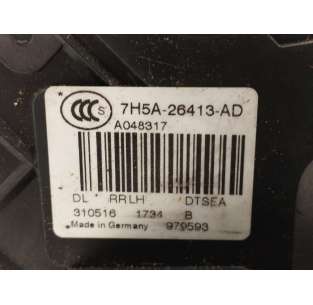 CCC S 7H5A-26413-AD
A048317
DL RRLH DTSEA
310516 1734 B
Made in Germany 979593